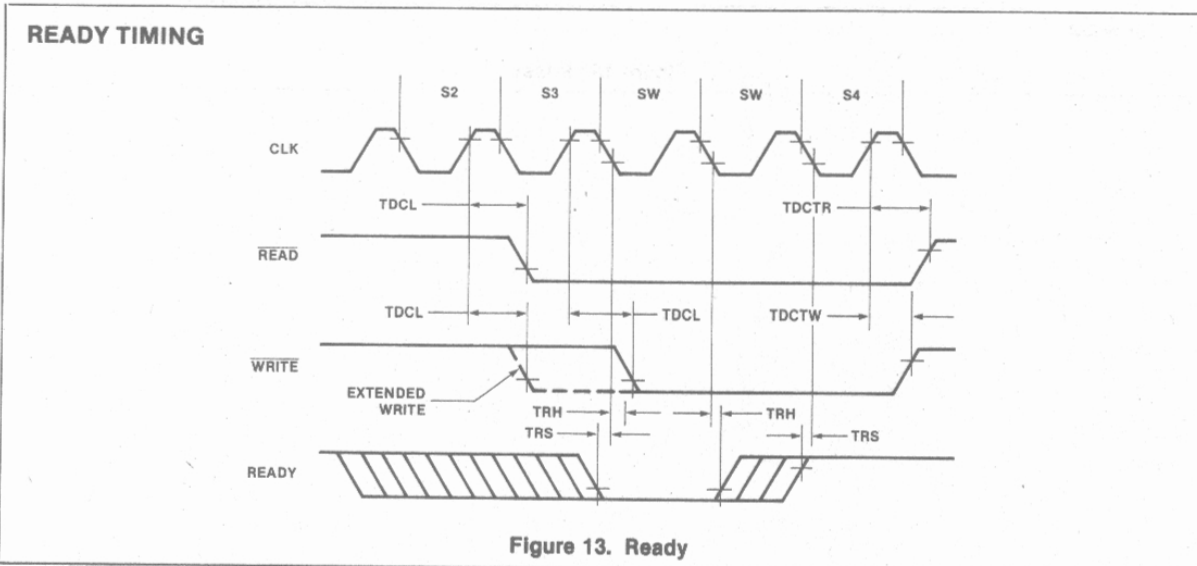 READY TIMING
S2 S3 SW SW S4
CLK
TDCL TDCTR
READ
TDCL TDCL TDCTW
WRITE
EXTENDED
WRITE
TRH TRH
TRS TRS
READY
Figure 13. Ready